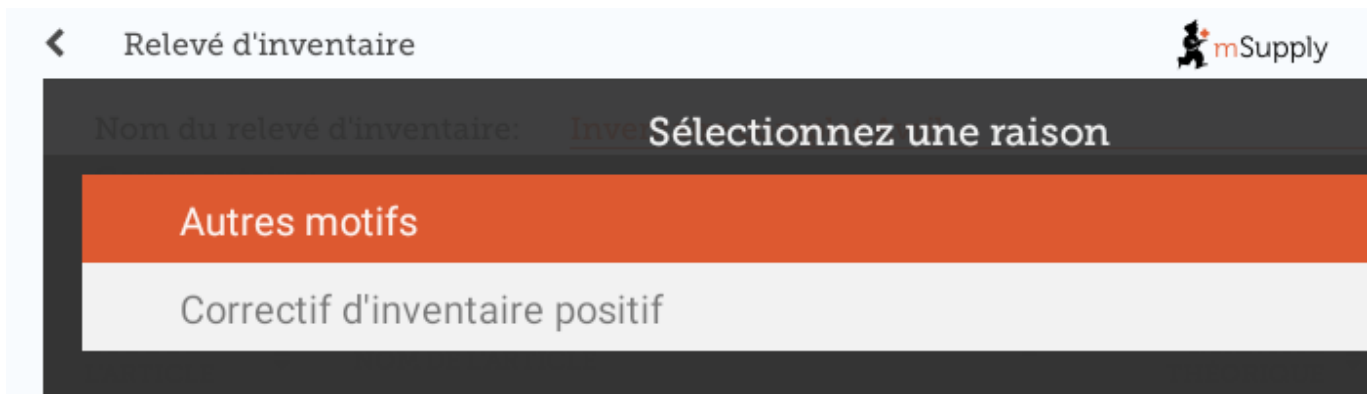 Relevé d'inventaire
mSupply
Nom du relevé d'inventaire:
Sélectionnez une raison
Autres motifs
Correctif d'inventaire positif